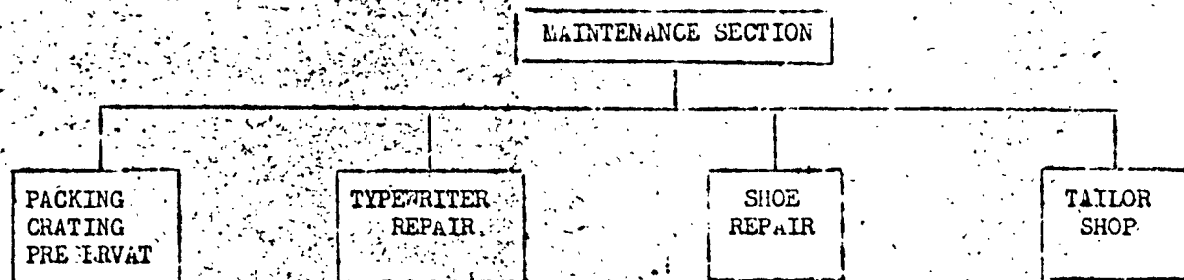 MAINTENANCE SECTION
PACKING
CRATING
TYPEWRITER
REPAIR
SHOE
REPAIR
TAILOR
SHOP